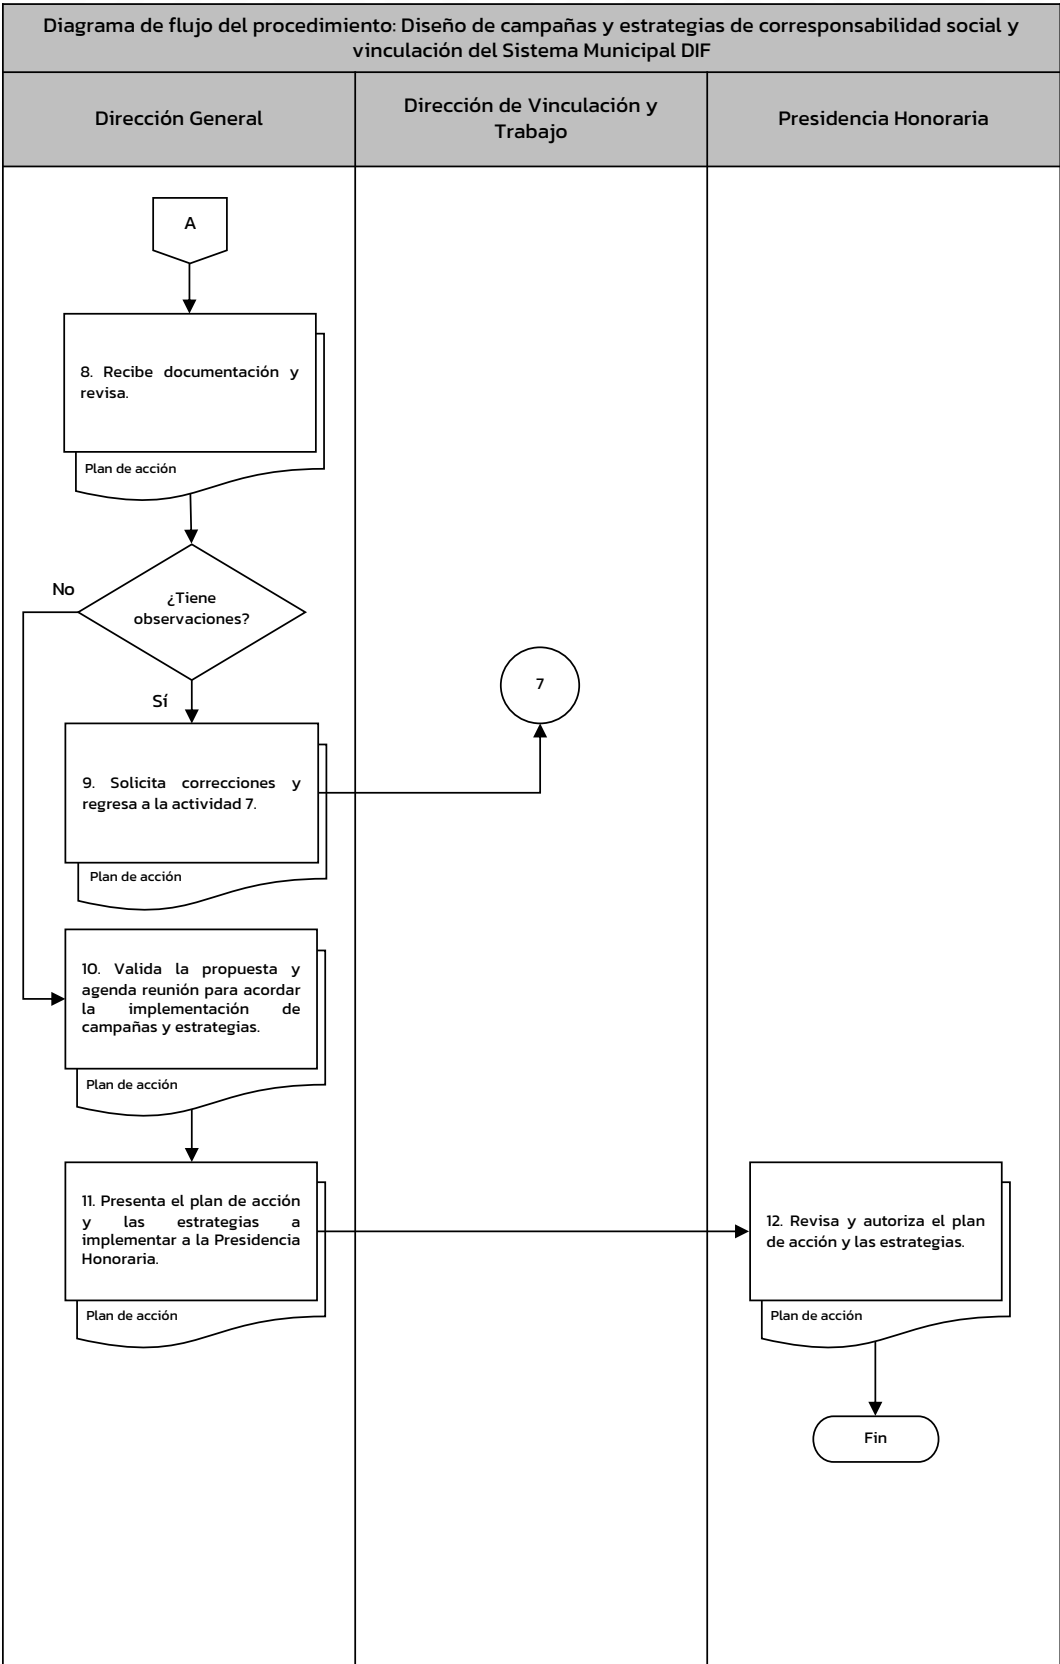 Diagrama de flujo del procedimiento: Diseño de campañas y estrategias de corresponsabilidad social y
vinculación del Sistema Municipal DIF
Dirección General
Dirección de Vinculación y
Trabajo
Presidencia Honoraria
A
8. Recibe documentación y
revisa.
Plan de acción
¿Tiene
observaciones?
No
Sí
7
9. Solicita correcciones y
regresa a la actividad 7.
Plan de acción
10. Valida la propuesta y
agenda reunión para acordar
la implementación de
campañas y estrategias.
Plan de acción
11. Presenta el plan de acción
y las estrategias a
implementar a la Presidencia
Honoraria.
Plan de acción
12. Revisa y autoriza el plan
de acción y las estrategias.
Plan de acción
Fin